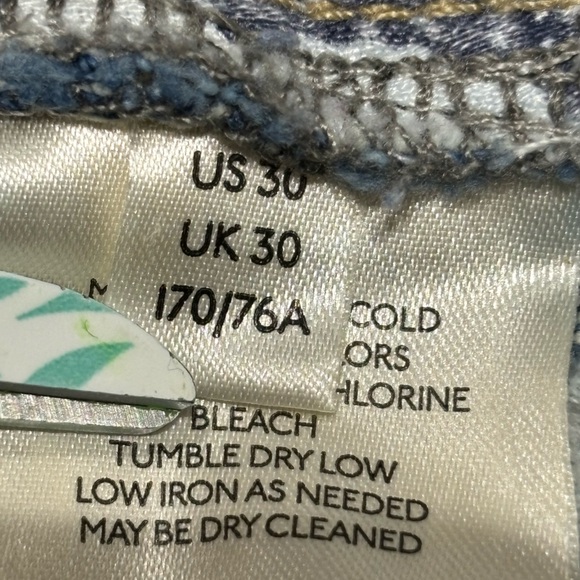 US 30
UK 30
170/76A
COLD
ORS
HLORINE
BLEACH
TUMBLE DRY LOW
LOW IRON AS NEEDED
MAY BE DRY CLEANED